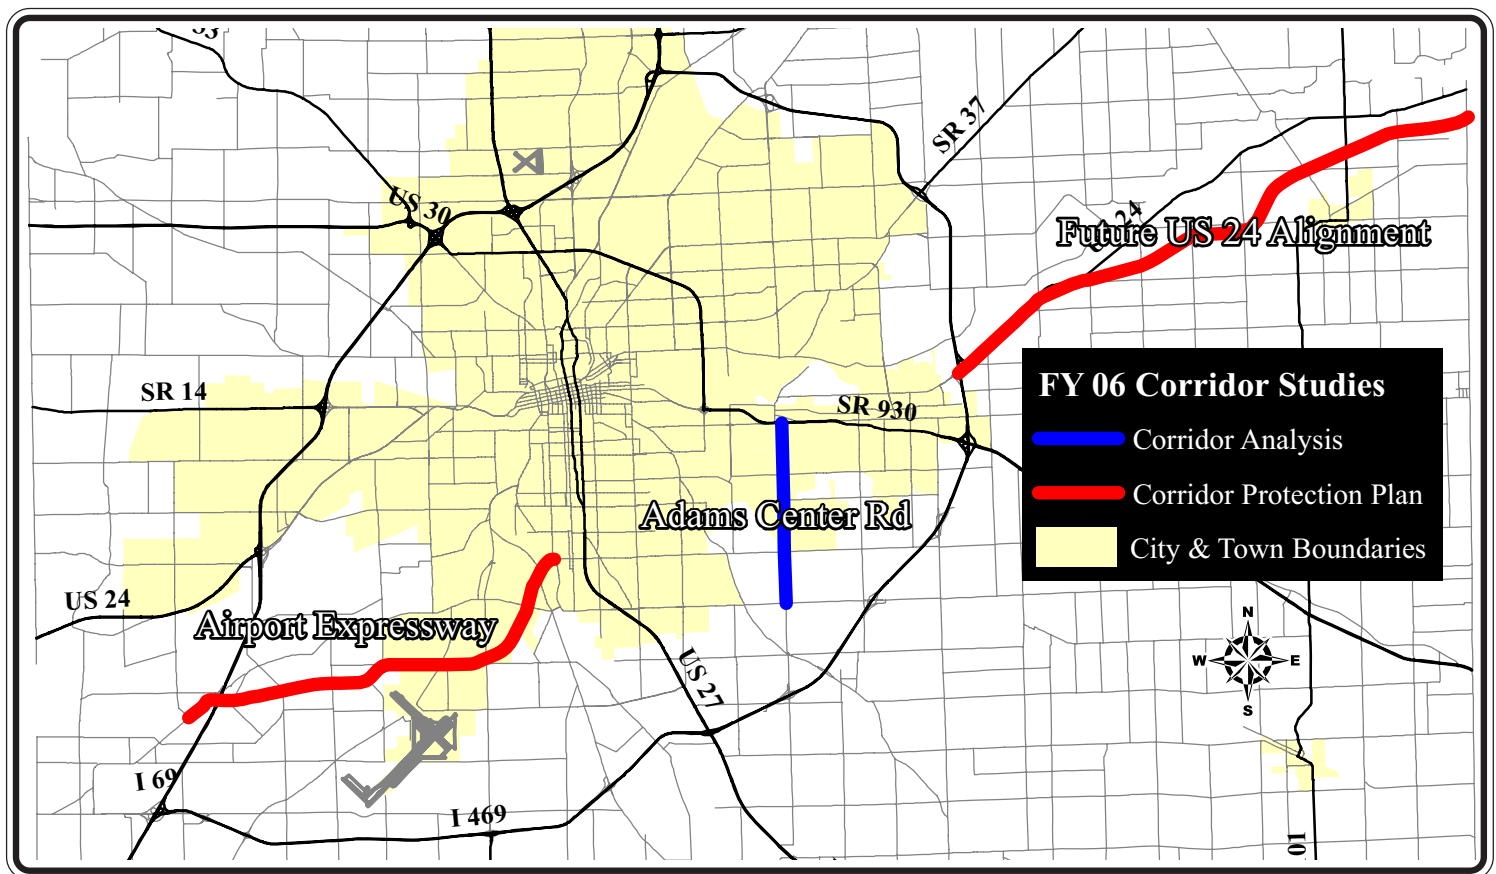 33
SR 37
US 30
24
Future US 24 Alignment
SR 14
SR 930
FY 06 Corridor Studies
Corridor Analysis
Corridor Protection Plan
City & Town Boundaries
Adams Center Rd
US 24
Airport Expressway
US 27
N
W
E
S
I 69
I 469